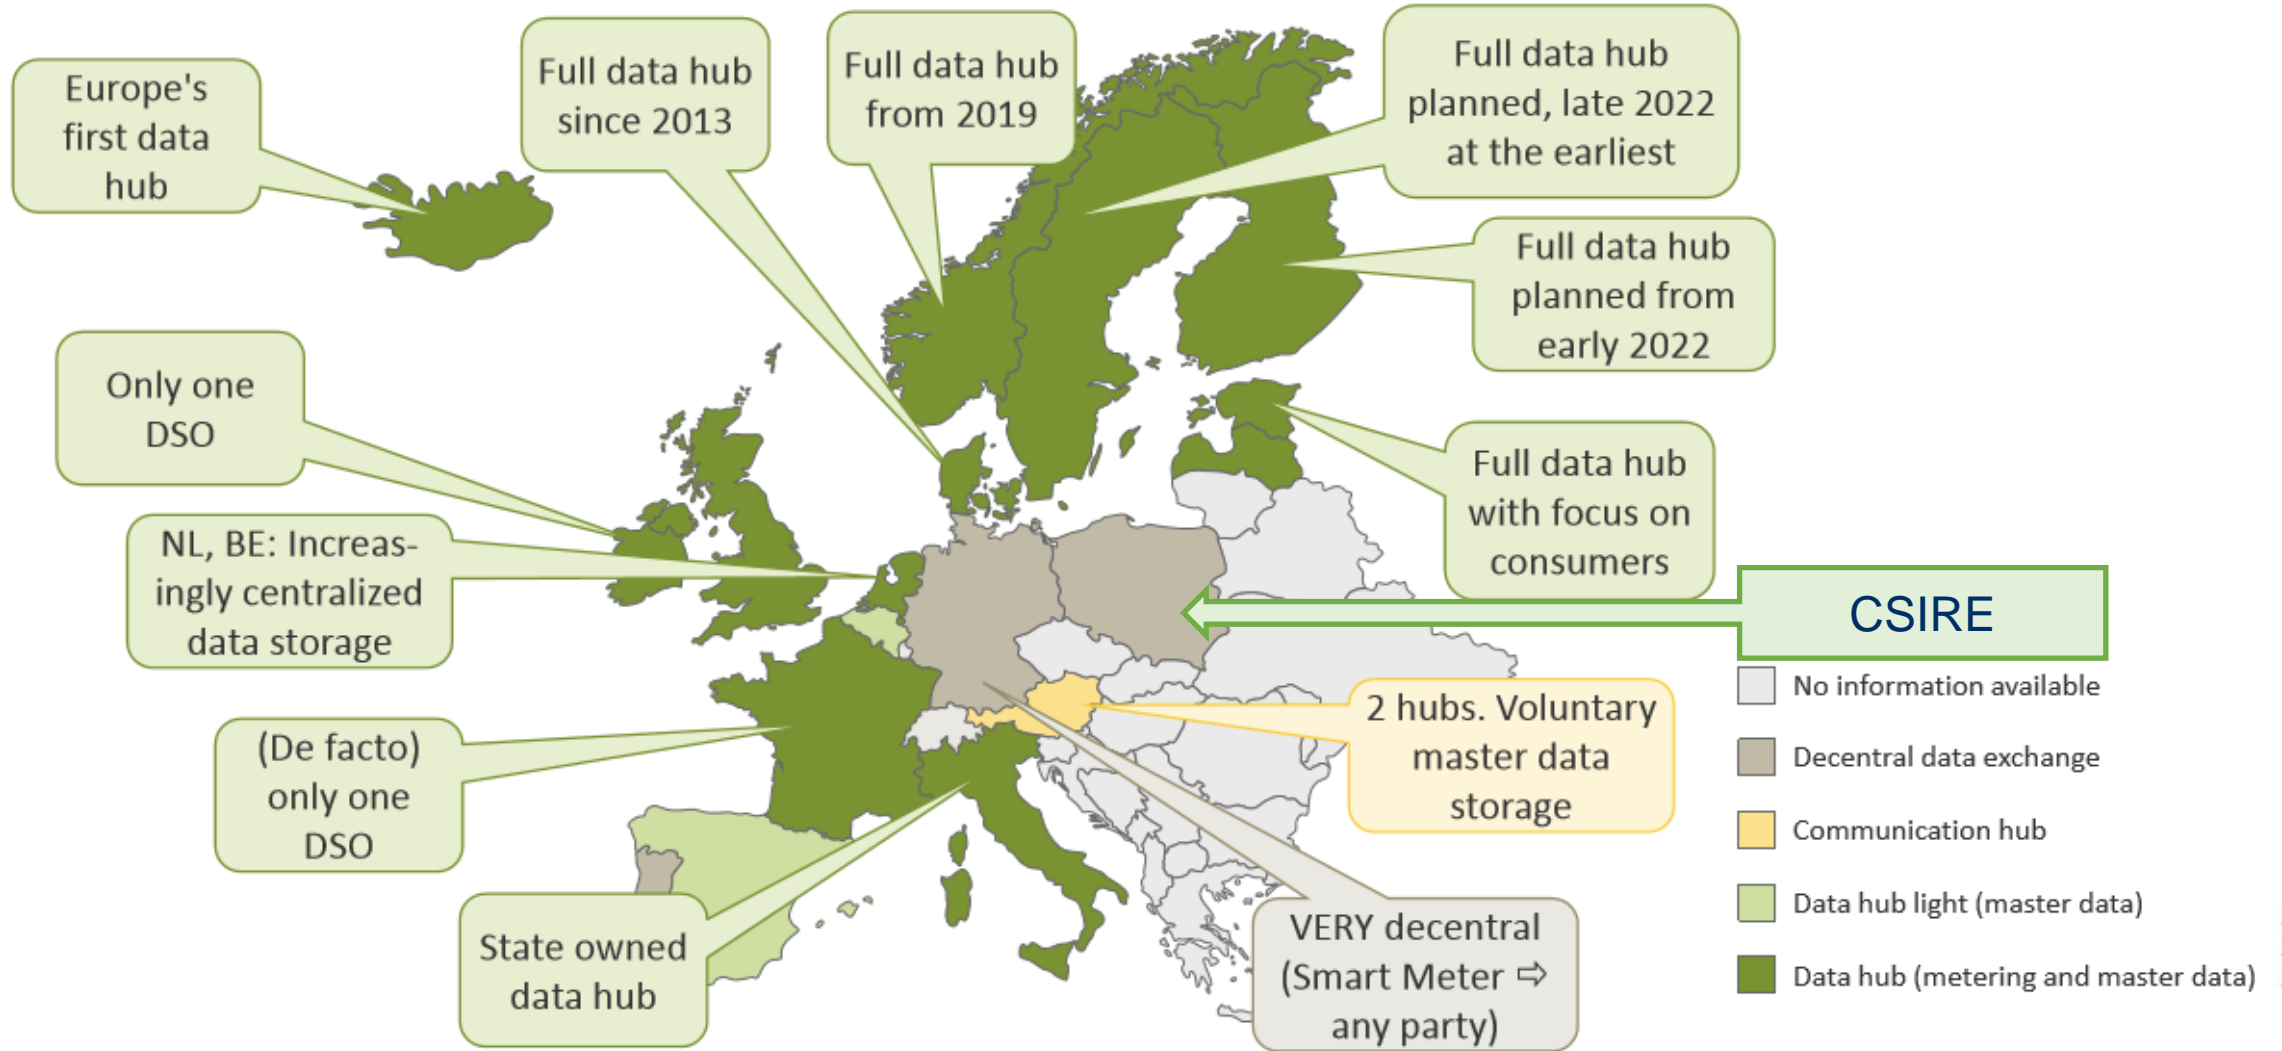 Europe's
first data
hub
Full data hub
since 2013
Full data hub
from 2019
Full data hub
planned, late 2022
at the earliest
Full data hub
planned from
early 2022
Only one
DSO
Full data hub
with focus on
consumers
NL, BE: Increas-
ingly centralized
data storage
CSIRE
(De facto)
only one
DSO
2 hubs. Voluntary
master data
storage
State owned
data hub
VERY decentral
(Smart Meter ⇨
any party)
No information available
Decentral data exchange
Communication hub
Data hub light (master data)
Data hub (metering and master data)